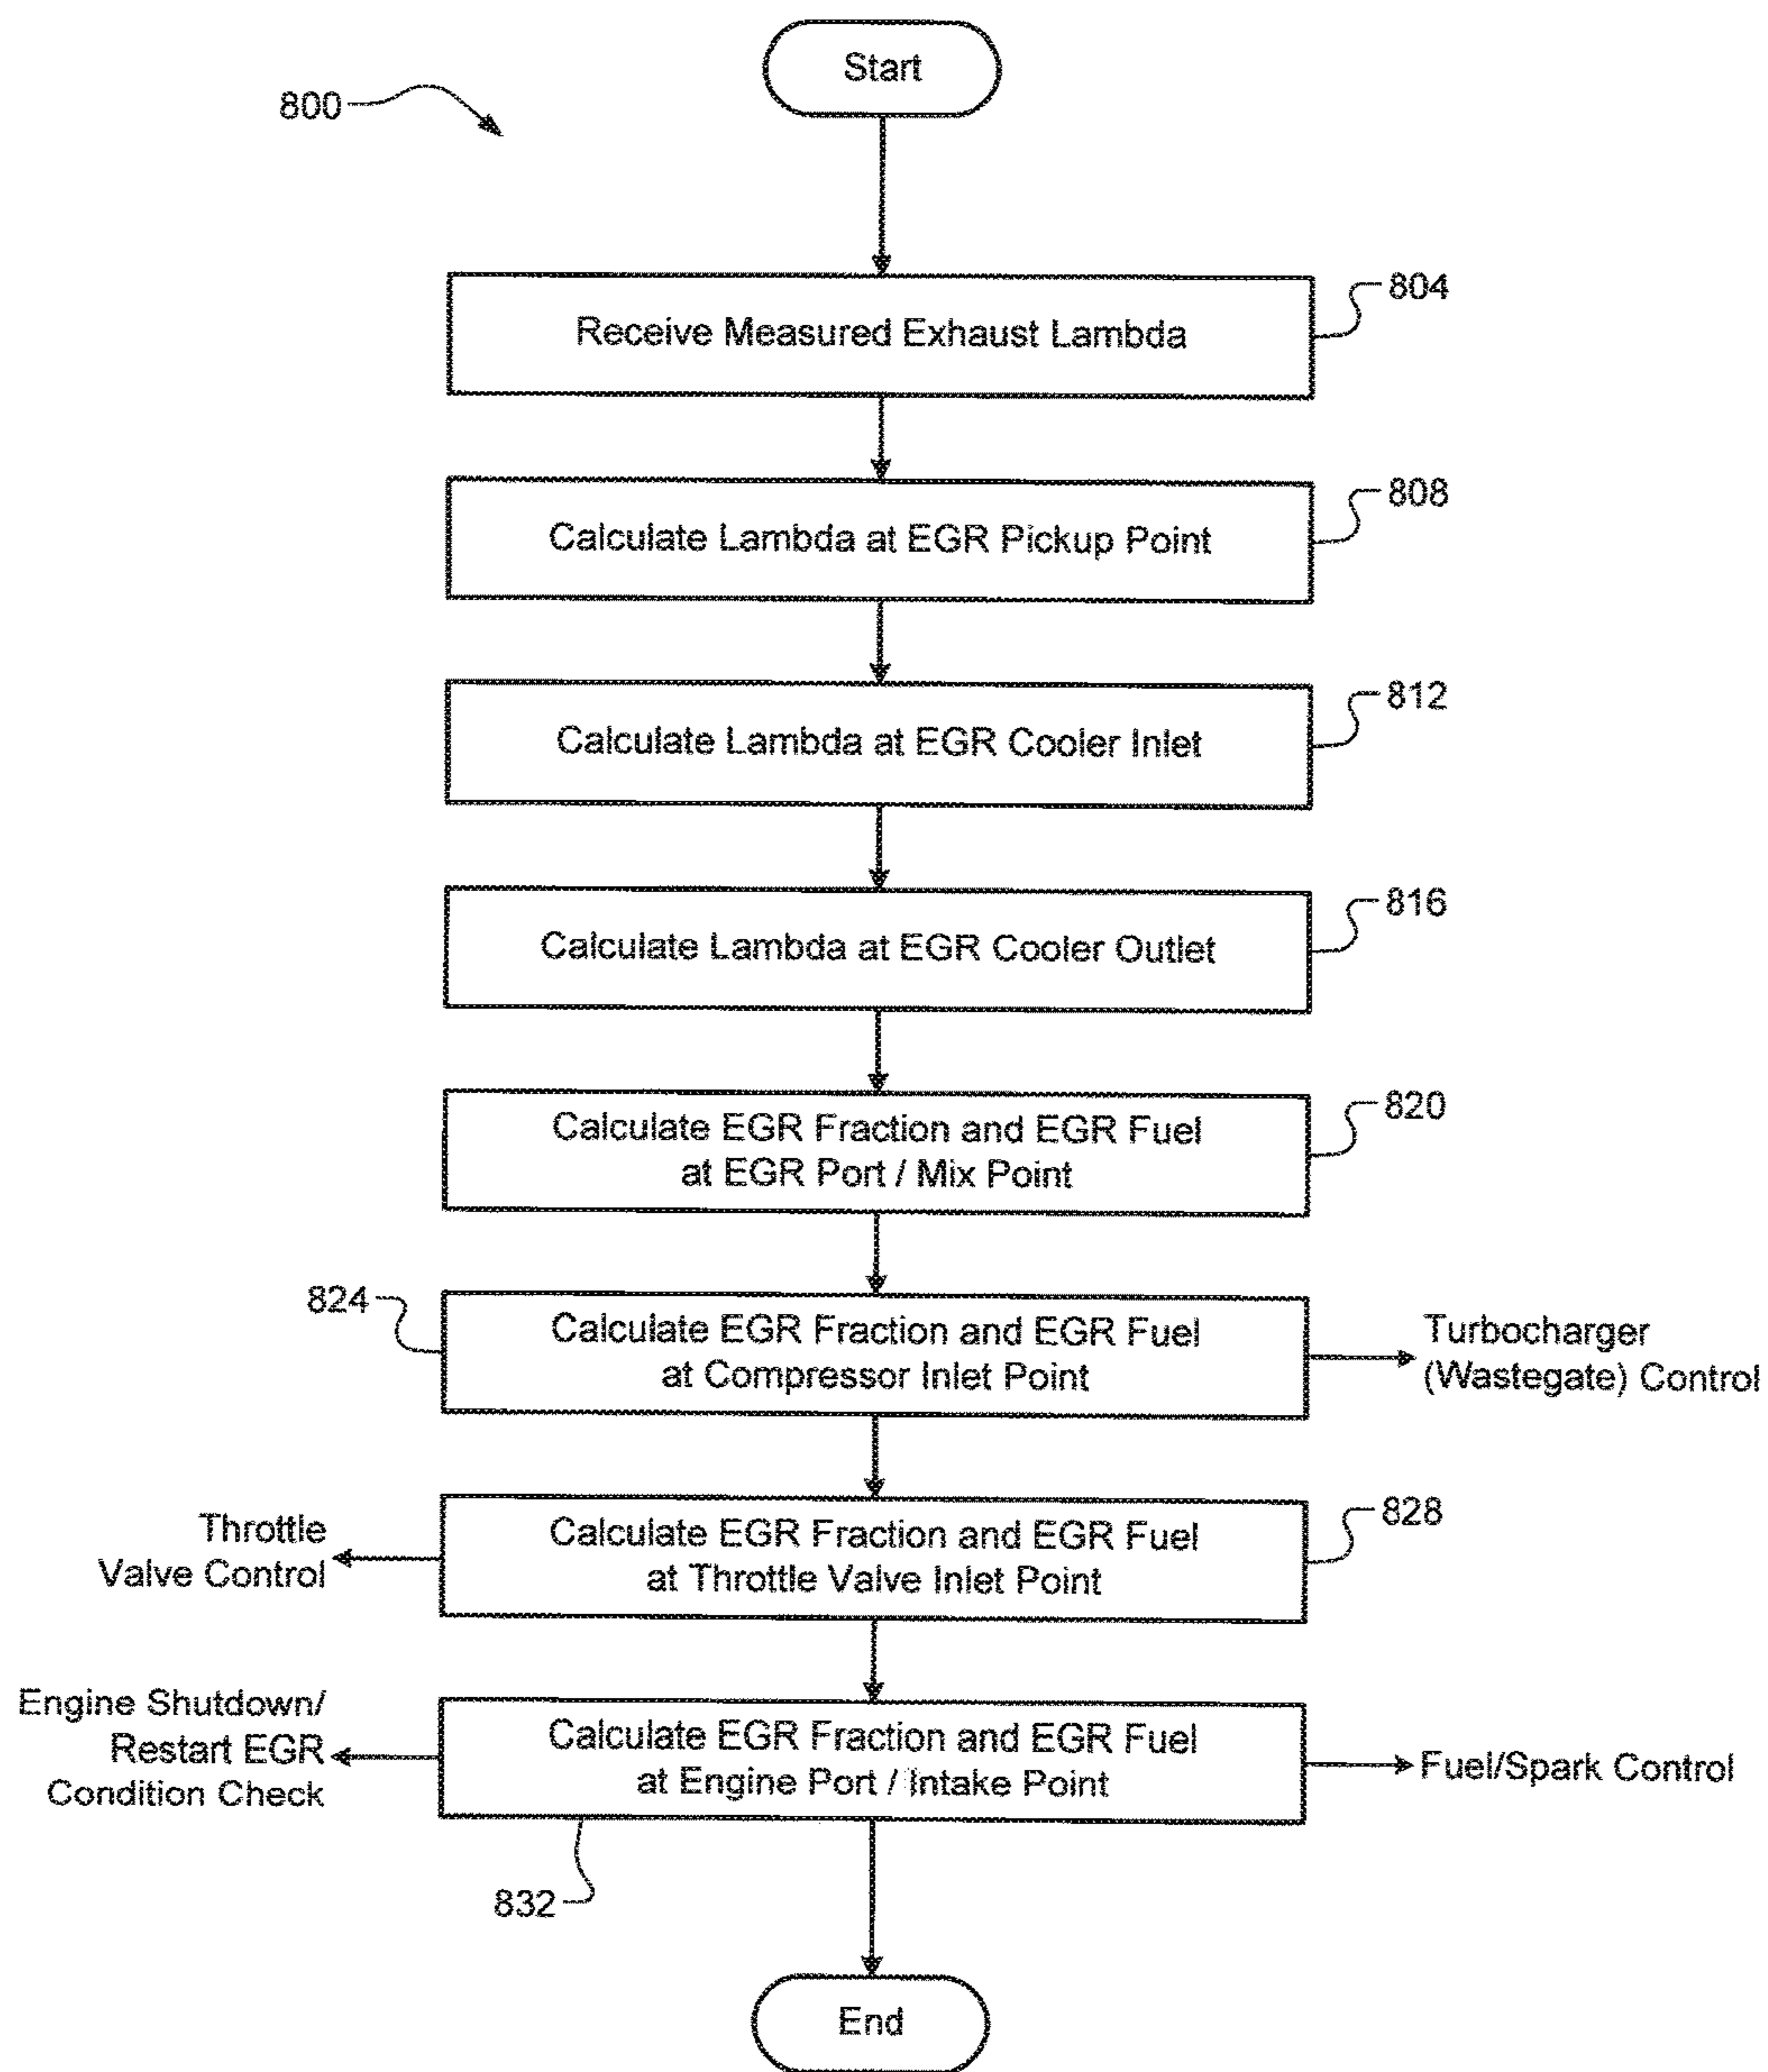 Start
800
Receive Measured Exhaust Lambda
804
Calculate Lambda at EGR Pickup Point
808
Calculate Lambda at EGR Cooler Inlet
812
Calculate Lambda at EGR Cooler Outlet
816
Calculate EGR Fraction and EGR Fuel
at EGR Port / Mix Point
820
824
Calculate EGR Fraction and EGR Fuel
at Compressor Inlet Point
Turbocharger
(Wastegate) Control
Throttle
Valve Control
Calculate EGR Fraction and EGR Fuel
at Throttle Valve Inlet Point
828
Engine Shutdown/
Restart EGR
Condition Check
Calculate EGR Fraction and EGR Fuel
at Engine Port / Intake Point
Fuel/Spark Control
832
End